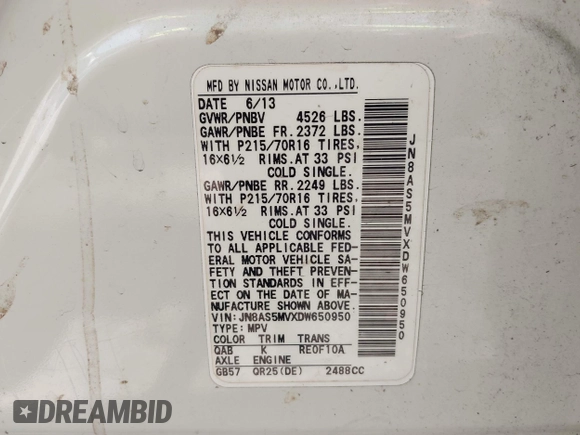 MFD BY NISSAN MOTOR CO.,LTD.
DATE 6/13
GVWR/PNBV 4526 LBS.
GAWR/PNBE FR.2372 LBS.
WITH P215/70R16 TIRES,
16X6½ RIMS.AT 33 PSI
COLD SINGLE.
GAWR/PNBE RR.2249 LBS.
WITH P215/70R16 TIRES,
16X6½ RIMS.AT 33 PSI
COLD SINGLE.
THIS VEHICLE CONFORMS
TO ALL APPLICABLE FED-
ERAL MOTOR VEHICLE SA-
FETY AND THEFT PREVEN-
TION STANDARDS IN EFF-
ECT ON THE DATE OF MA-
NUFACTURE SHOWN ABOVE.
VIN: JN8AS5MVXDW650950
TYPE: MPV
COLOR TRIM TRANS
QAB K RE0F10A
AXLE ENGINE
GB57 QR25(DE) 2488CC
JN8AS5MVXDW650950
DREAMBID